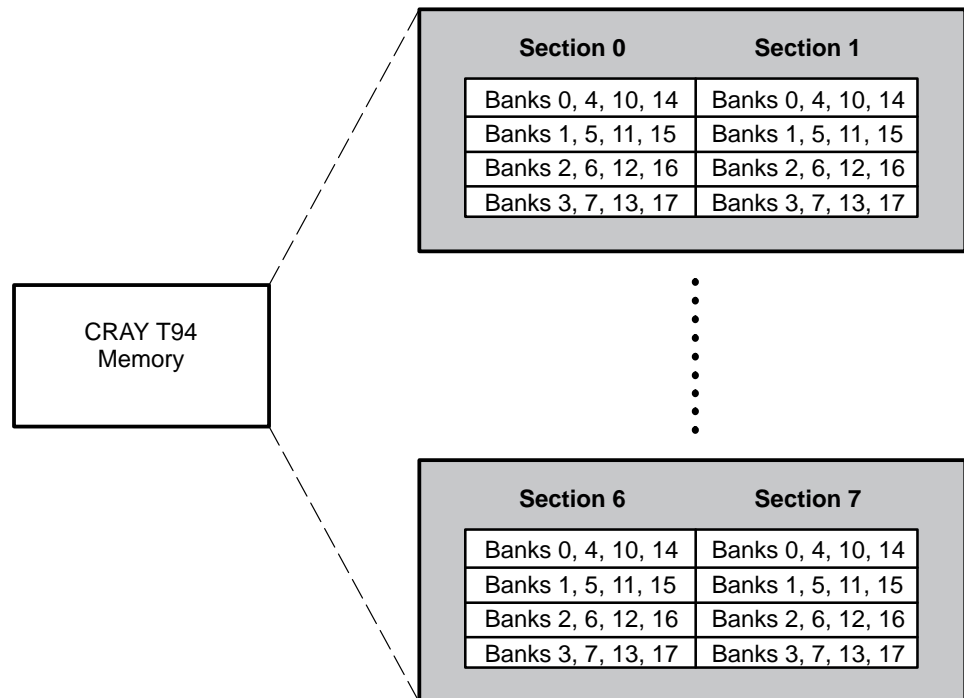 Section 0 Section 1
Banks 0, 4, 10, 14 Banks 0, 4, 10, 14
Banks 1, 5, 11, 15 Banks 1, 5, 11, 15
Banks 2, 6, 12, 16 Banks 2, 6, 12, 16
Banks 3, 7, 13, 17 Banks 3, 7, 13, 17
CRAY T94
Memory
Section 6 Section 7
Banks 0, 4, 10, 14 Banks 0, 4, 10, 14
Banks 1, 5, 11, 15 Banks 1, 5, 11, 15
Banks 2, 6, 12, 16 Banks 2, 6, 12, 16
Banks 3, 7, 13, 17 Banks 3, 7, 13, 17